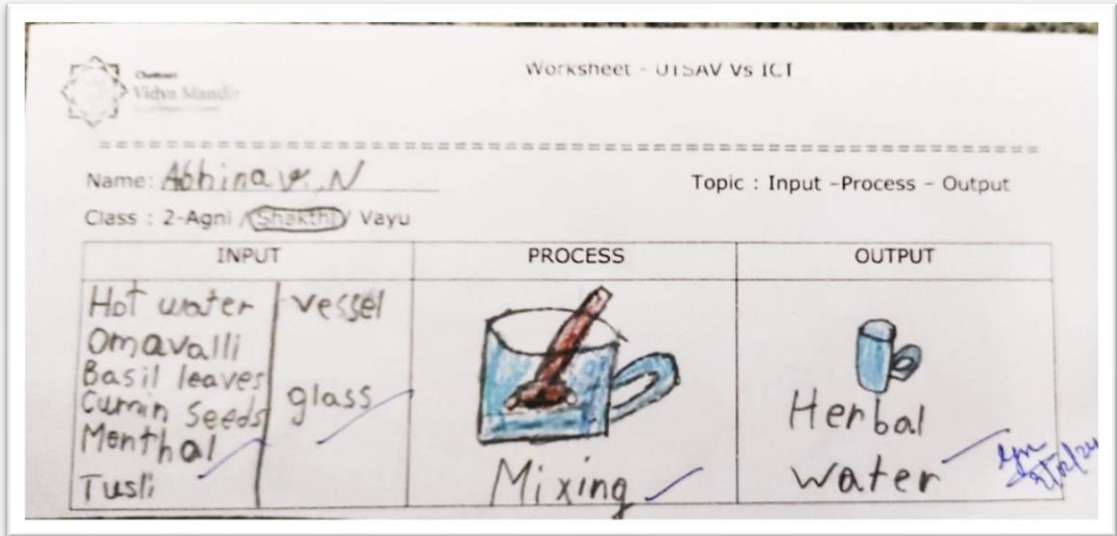 Vidya Mandir
Worksheet - UTSAV Vs ICT
Name: Abhinav. N
Topic : Input -Process - Output
Class : 2-Agni / Shakthi / Vayu
INPUT PROCESS OUTPUT
Hot water vessel
Omavalli
Basil leaves
Cumin Seeds glass
Menthal
Tusli
Mixing
Herbal
water